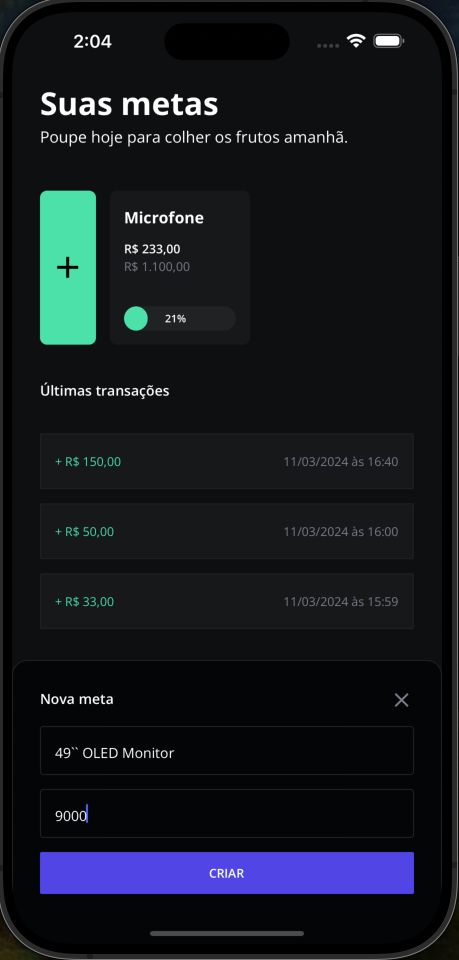 2:04
Suas metas
Poupe hoje para colher os frutos amanhã.
+
Microfone
R$ 233,00
R$ 1.100,00
21%
Últimas transações
+ R$ 150,00 11/03/2024 às 16:40
+ R$ 50,00 11/03/2024 às 16:00
+ R$ 33,00 11/03/2024 às 15:59
Nova meta
49`` OLED Monitor
9000
CRIAR